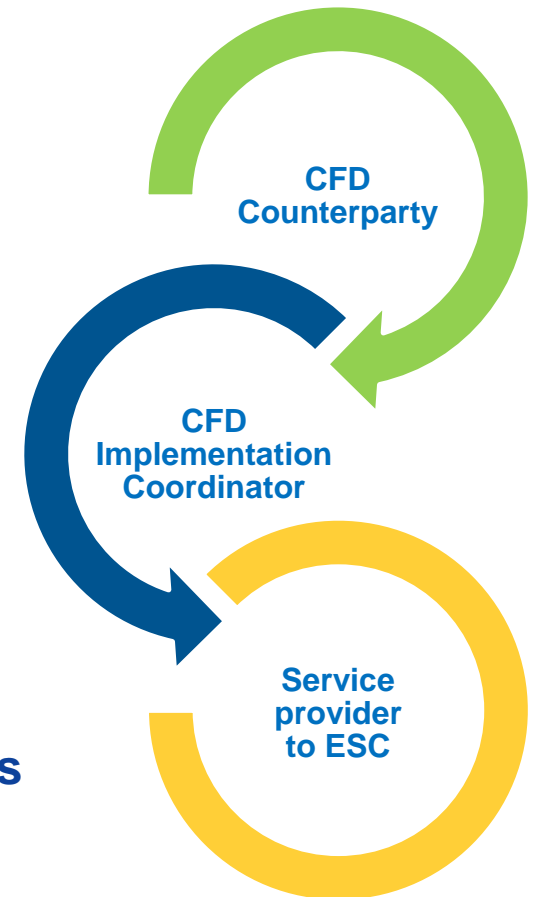 CFD
Counterparty
CFD
Implementation
Coordinator
Service
provider
to ESC
s